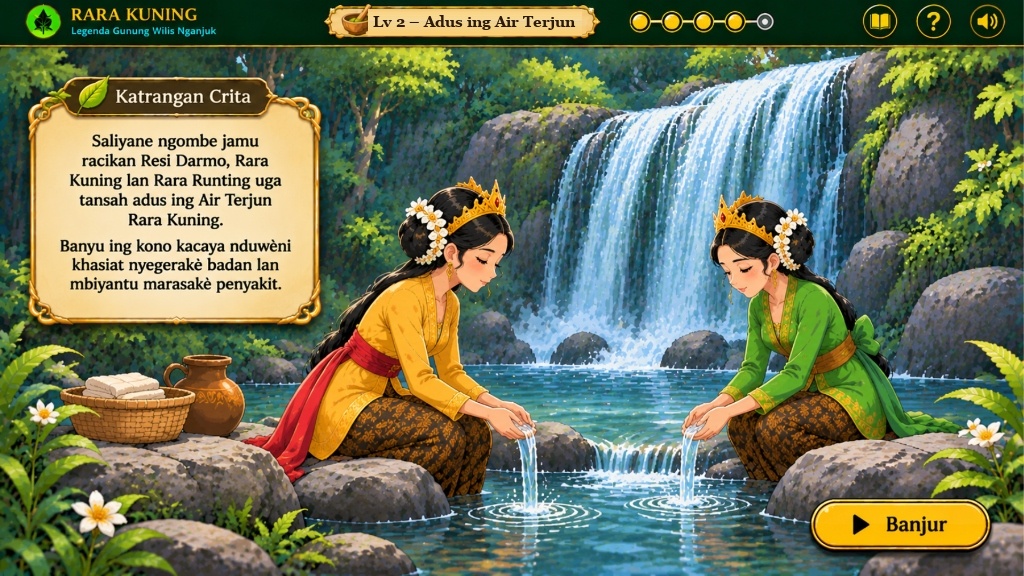 RARA KUNING
Legenda Gunung Wilis Nganjuk
Lv 2 – Adus ing Air Terjun
Katrangan Crita
Saliyane ngombe jamu
racikan Resi Darmo, Rara
Kuning lan Rara Runting uga
tansah adus ing Air Terjun
Rara Kuning.
Banyu ing kono kacaya nduwèni
khasiat nyegerakè badan lan
mbiyantu marasakè penyakit.
?
Banjur